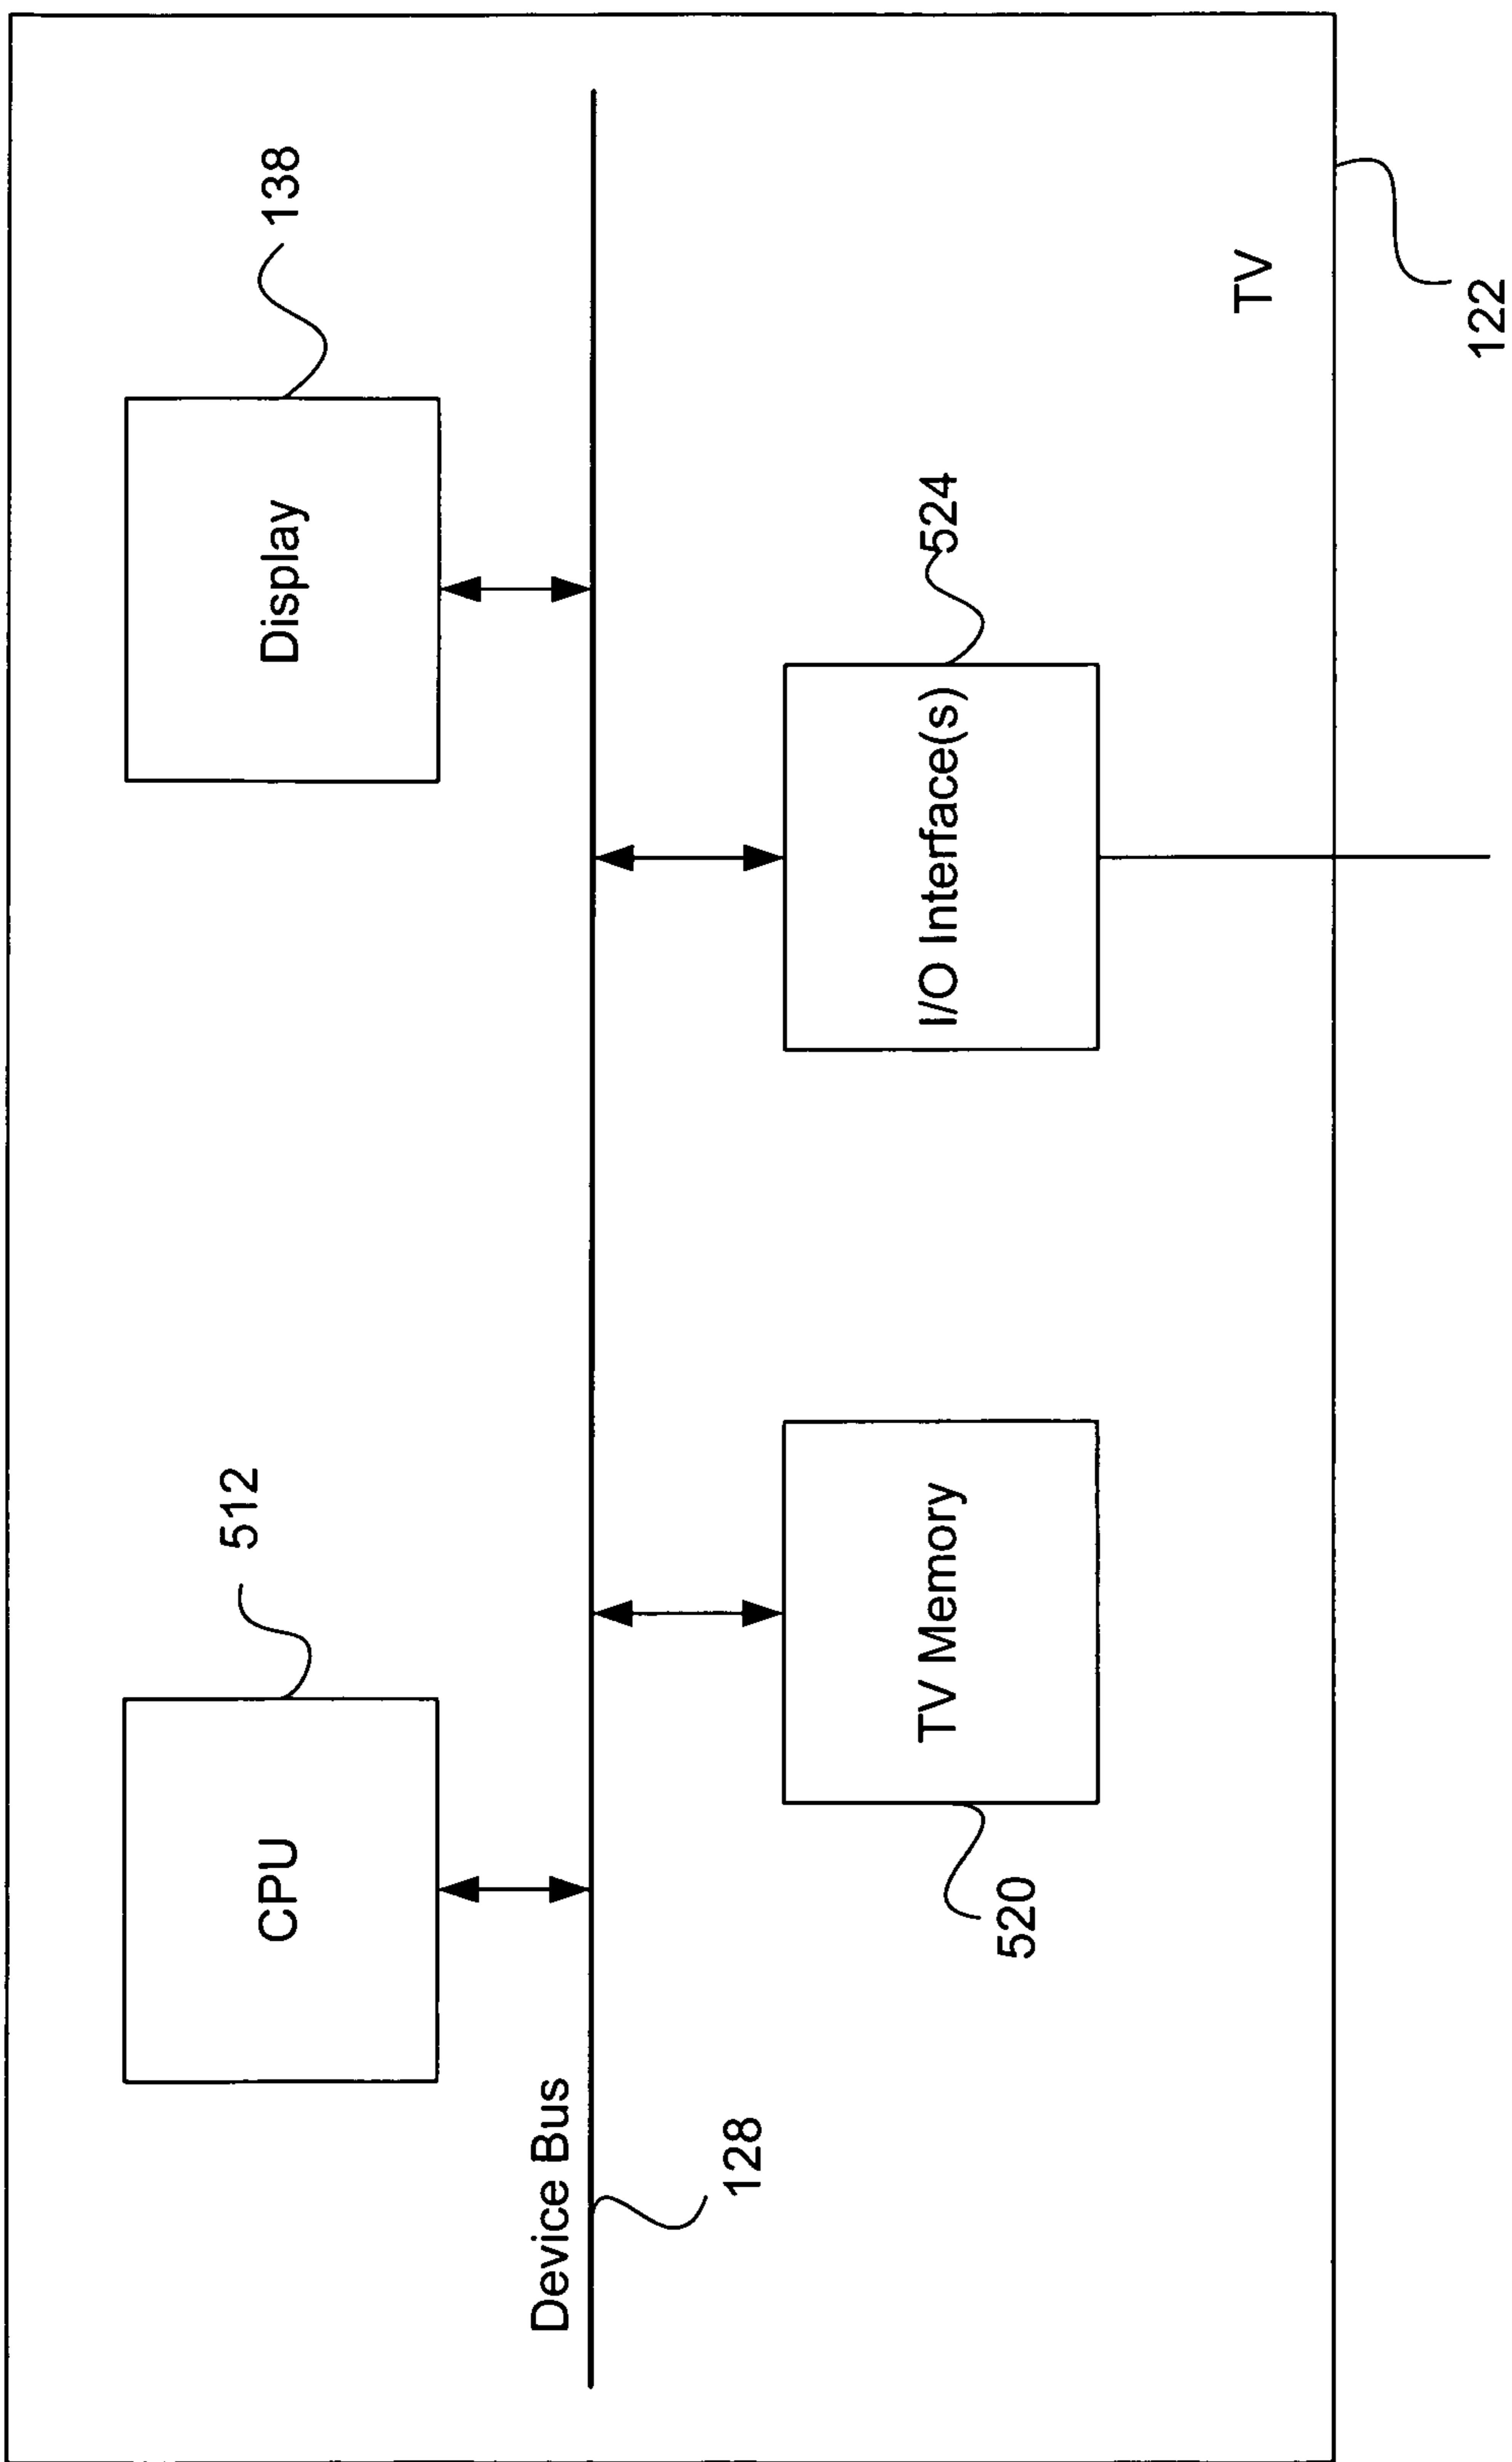 512
138
CPU
Display
Device Bus
128
TV Memory
I/O Interface(s)
524
520
TV
122